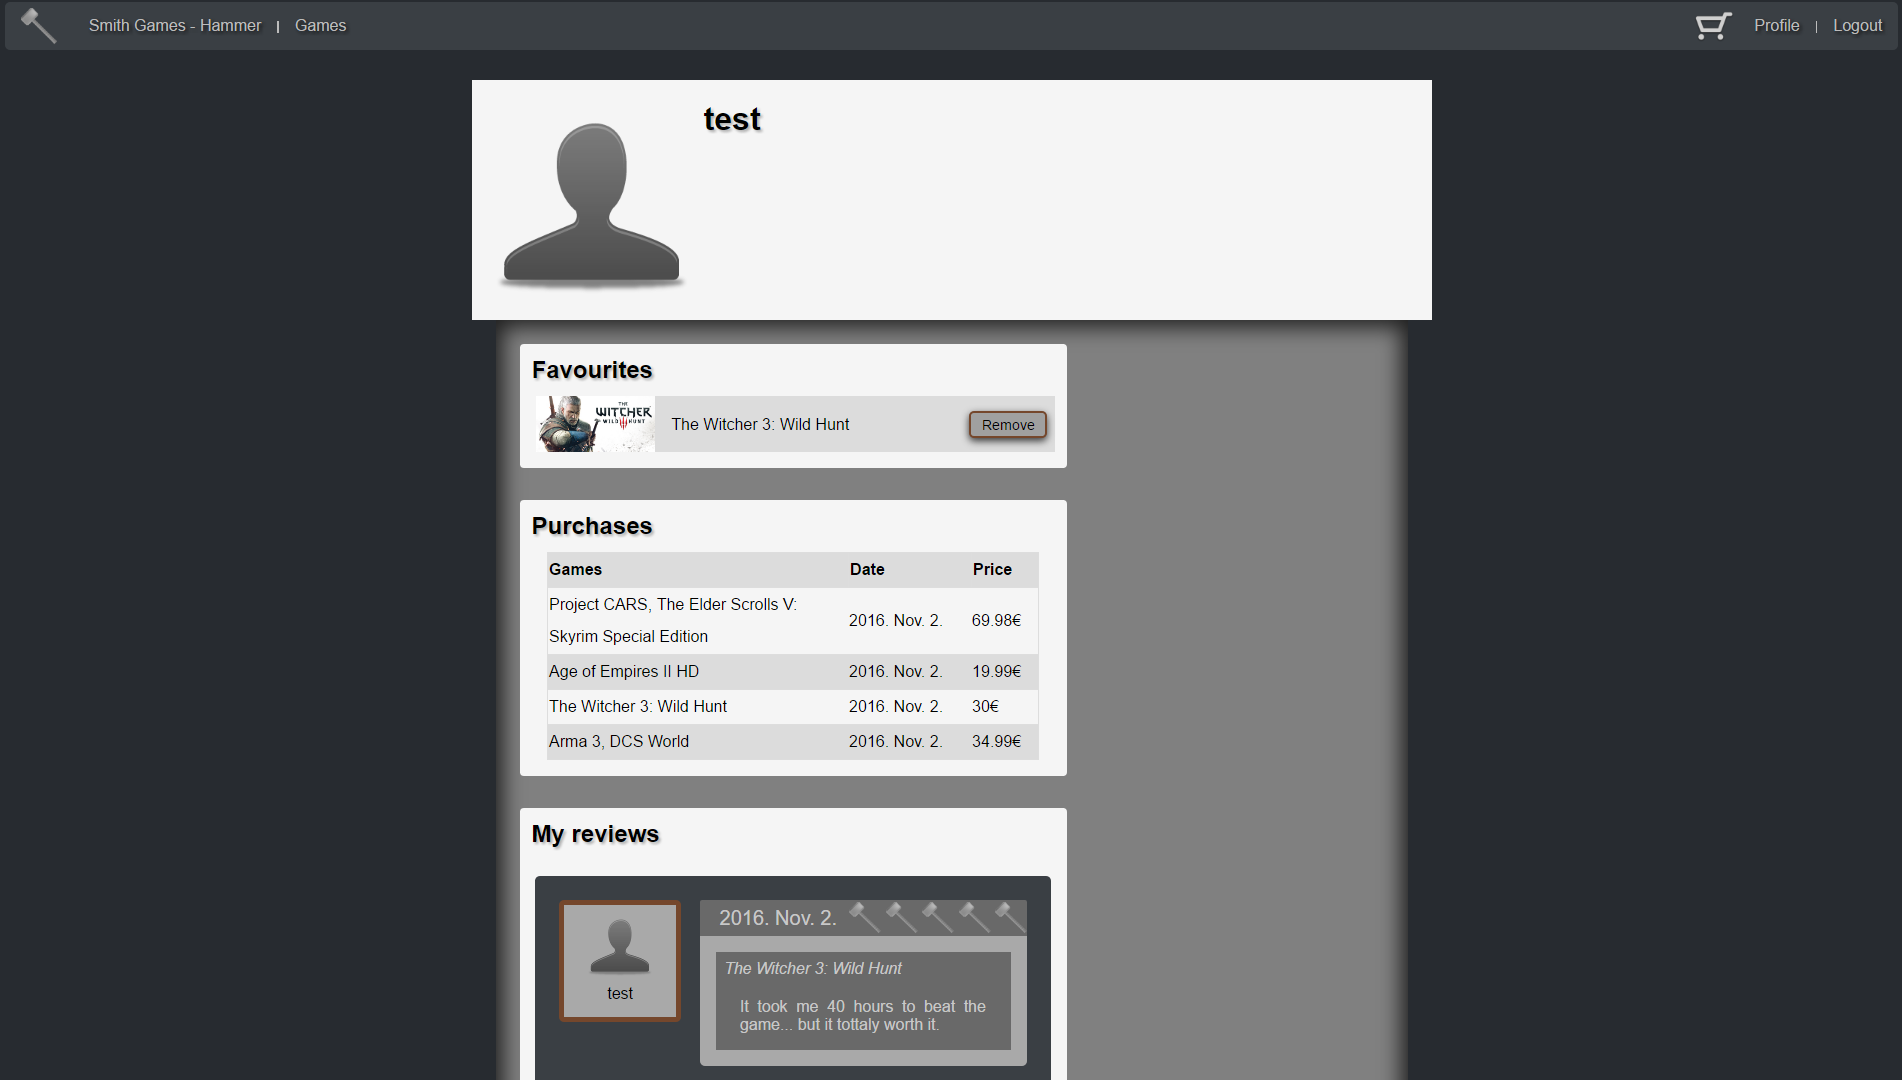 Smith Games - Hammer | Games
Profile | Logout
test
Favourites
THE
WITCHER
WILD HUNT
The Witcher 3: Wild Hunt
Remove
Purchases
Games Date Price
Project CARS, The Elder Scrolls V:
Skyrim Special Edition 2016. Nov. 2. 69.98€
Age of Empires II HD 2016. Nov. 2. 19.99€
The Witcher 3: Wild Hunt 2016. Nov. 2. 30€
Arma 3, DCS World 2016. Nov. 2. 34.99€
My reviews
test
2016. Nov. 2.
The Witcher 3: Wild Hunt
It took me 40 hours to beat the
game... but it tottaly worth it.